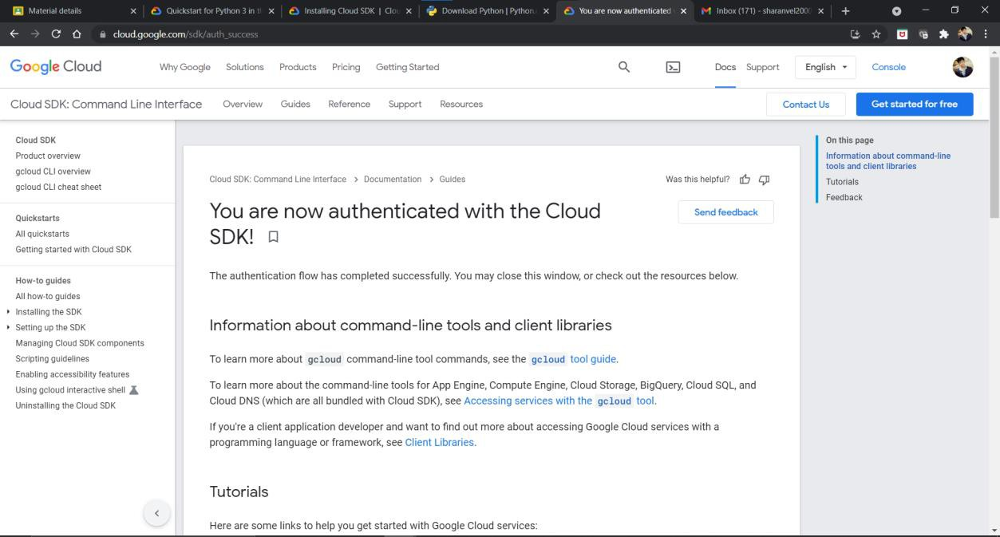 Material details
Quickstart for Python 3 in th
Installing Cloud SDK | Clou
Download Python | Python.
You are now authenticated
Inbox (171) - sharanvel2000
cloud.google.com/sdk/auth_success
Google Cloud
Why Google
Solutions
Products
Pricing
Getting Started
Docs
Support
English
Console
Cloud SDK: Command Line Interface
Overview
Guides
Reference
Support
Resources
Contact Us
Get started for free
Cloud SDK
Product overview
gcloud CLI overview
gcloud CLI cheat sheet
Quickstarts
All quickstarts
Getting started with Cloud SDK
How-to guides
All how-to guides
Installing the SDK
Setting up the SDK
Managing Cloud SDK components
Scripting guidelines
Enabling accessibility features
Using gcloud interactive shell
Uninstalling the Cloud SDK
Cloud SDK: Command Line Interface > Documentation > Guides
Was this helpful?
You are now authenticated with the Cloud
SDK!
Send feedback
The authentication flow has completed successfully. You may close this window, or check out the resources below.
Information about command-line tools and client libraries
To learn more about gcloud command-line tool commands, see the gcloud tool guide.
To learn more about the command-line tools for App Engine, Compute Engine, Cloud Storage, BigQuery, Cloud SQL, and
Cloud DNS (which are all bundled with Cloud SDK), see Accessing services with the gcloud tool.
If you're a client application developer and want to find out more about accessing Google Cloud services with a
programming language or framework, see Client Libraries.
Tutorials
Here are some links to help you get started with Google Cloud services:
On this page
Information about command-line
tools and client libraries
Tutorials
Feedback